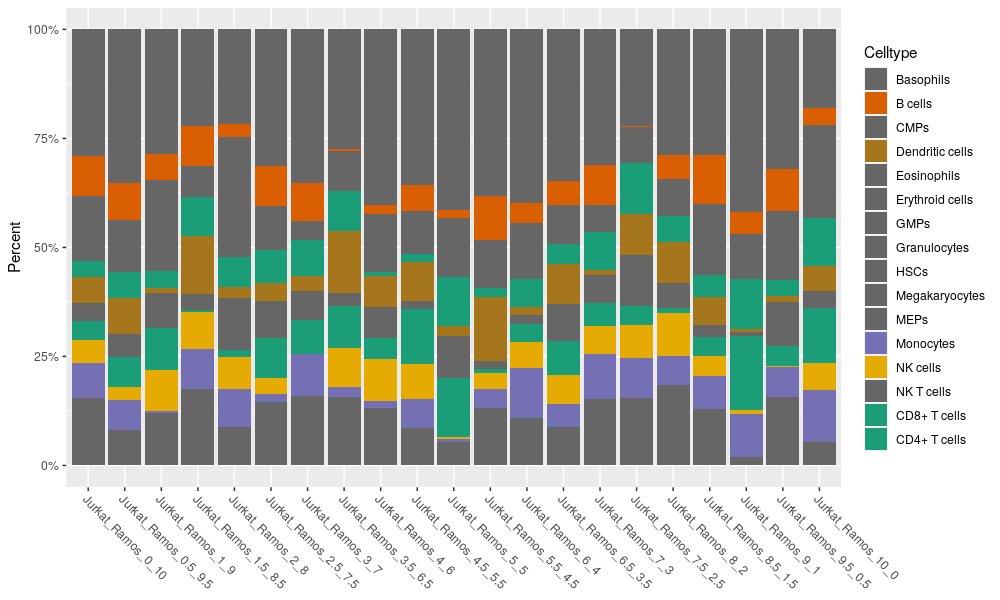 100%
75%
50%
25%
0%
Percent
Jurkat_Ramos_0_10
Jurkat_Ramos_0.5_9.5
Jurkat_Ramos_1_9
Jurkat_Ramos_1.5_8.5
Jurkat_Ramos_2_8
Jurkat_Ramos_2.5_7.5
Jurkat_Ramos_3_7
Jurkat_Ramos_3.5_6.5
Jurkat_Ramos_4_6
Jurkat_Ramos_4.5_5.5
Jurkat_Ramos_5_5
Jurkat_Ramos_5.5_4.5
Jurkat_Ramos_6_4
Jurkat_Ramos_6.5_3.5
Jurkat_Ramos_7_3
Jurkat_Ramos_7.5_2.5
Jurkat_Ramos_8_2
Jurkat_Ramos_8.5_1.5
Jurkat_Ramos_9_1
Jurkat_Ramos_9.5_0.5
Jurkat_Ramos_10_0
Celltype
Basophils
B cells
CMPs
Dendritic cells
Eosinophils
Erythroid cells
GMPs
Granulocytes
HSCs
Megakaryocytes
MEPs
Monocytes
NK cells
NK T cells
CD8+ T cells
CD4+ T cells